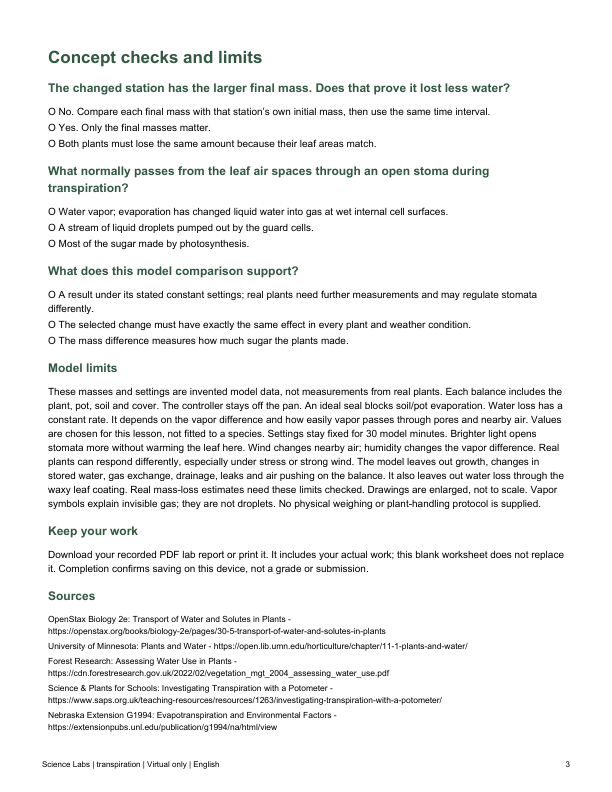 Concept checks and limits
The changed station has the larger final mass. Does that prove it lost less water?
O No. Compare each final mass with that station's own initial mass, then use the same time interval.
O Yes. Only the final masses matter.
O Both plants must lose the same amount because their leaf areas match.
What normally passes from the leaf air spaces through an open stoma during
transpiration?
O Water vapor; evaporation has changed liquid water into gas at wet internal cell surfaces.
O A stream of liquid droplets pumped out by the guard cells.
O Most of the sugar made by photosynthesis.
What does this model comparison support?
O A result under its stated constant settings; real plants need further measurements and may regulate stomata
differently.
O The selected change must have exactly the same effect in every plant and weather condition.
O The mass difference measures how much sugar the plants made.
Model limits
These masses and settings are invented model data, not measurements from real plants. Each balance includes the
plant, pot, soil and cover. The controller stays off the pan. An ideal seal blocks soil/pot evaporation. Water loss has a
constant rate. It depends on the vapor difference and how easily vapor passes through pores and nearby air. Values
are chosen for this lesson, not fitted to a species. Settings stay fixed for 30 model minutes. Brighter light opens
stomata more without warming the leaf here. Wind changes nearby air; humidity changes the vapor difference. Real
plants can respond differently, especially under stress or strong wind. The model leaves out growth, changes in
stored water, gas exchange, drainage, leaks and air pushing on the balance. It also leaves out water loss through the
waxy leaf coating. Real mass-loss estimates need these limits checked. Drawings are enlarged, not to scale. Vapor
symbols explain invisible gas; they are not droplets. No physical weighing or plant-handling protocol is supplied.
Keep your work
Download your recorded PDF lab report or print it. It includes your actual work; this blank worksheet does not replace
it. Completion confirms saving on this device, not a grade or submission.
Sources
OpenStax Biology 2e: Transport of Water and Solutes in Plants -
https://openstax.org/books/biology-2e/pages/30-5-transport-of-water-and-solutes-in-plants
University of Minnesota: Plants and Water - https://open.lib.umn.edu/horticulture/chapter/11-1-plants-and-water/
Forest Research: Assessing Water Use in Plants -
https://cdn.forestresearch.gov.uk/2022/02/vegetation_mgt_2004_assessing_water_use.pdf
Science & Plants for Schools: Investigating Transpiration with a Potometer -
https://www.saps.org.uk/teaching-resources/resources/1263/investigating-transpiration-with-a-potometer/
Nebraska Extension G1994: Evapotranspiration and Environmental Factors -
https://extensionpubs.unl.edu/publication/g1994/na/html/view
Science Labs | transpiration | Virtual only | English
3